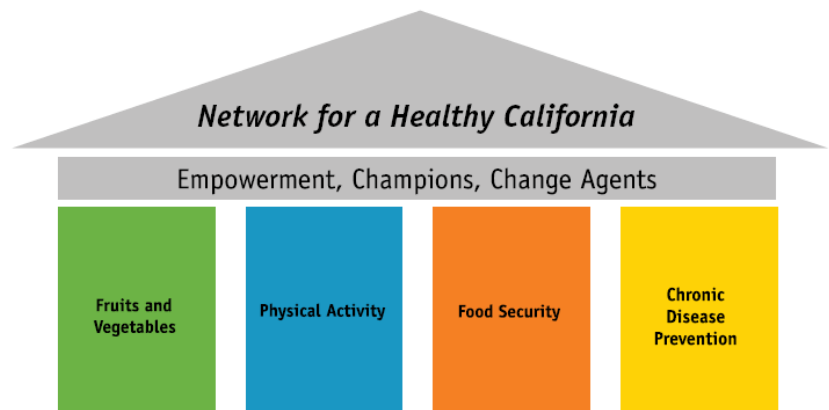 Network for a Healthy California
Empowerment, Champions, Change Agents
Fruits and
Vegetables
Physical Activity
Food Security
Chronic
Disease
Prevention